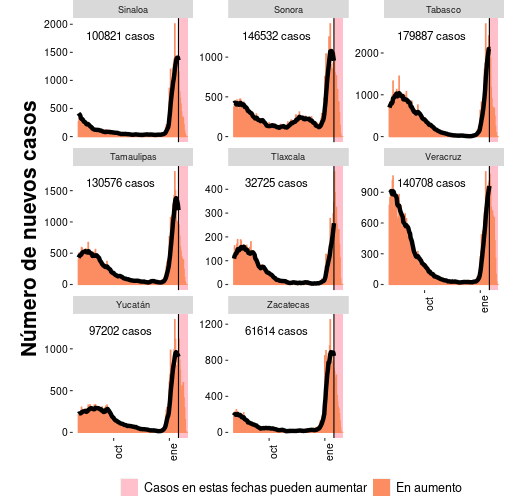 Sinaloa
Sonora
Tabasco
100821 casos
146532 casos
179887 casos
2000
1500
1000
500
0
1000
500
0
2000
1000
0
Tamaulipas
Tlaxcala
Veracruz
130576 casos
32725 casos
140708 casos
1500
1000
500
0
400
300
200
100
0
900
600
300
0
Yucatán
Zacatecas
97202 casos
61614 casos
1000
500
0
1200
800
400
0
oct
ene
oct
ene
oct
ene
Número de nuevos casos
Casos en estas fechas pueden aumentar
En aumento